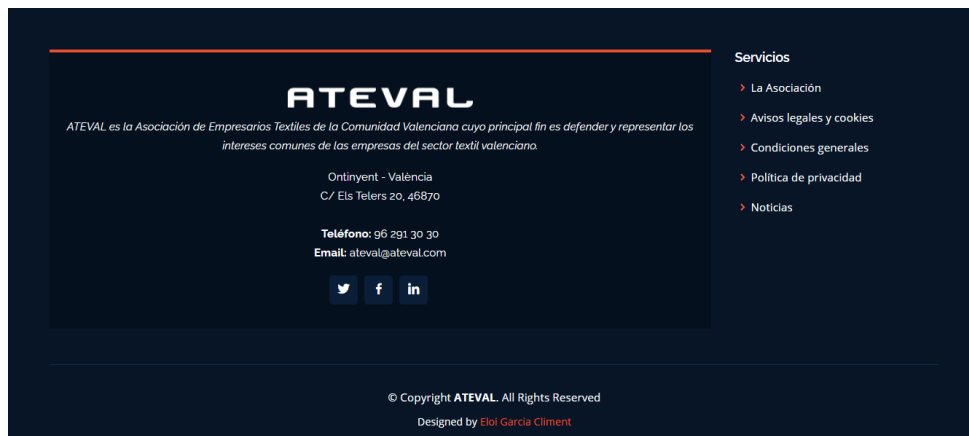 ATEVAL
ATEVAL es la Asociación de Empresarios Textiles de la Comunidad Valenciana cuyo principal fin es defender y representar los
intereses comunes de las empresas del sector textil valenciano.
Ontinyent - València
C/ Els Telers 20, 46870
Teléfono: 96 291 30 30
Email: ateval@ateval.com
Servicios
La Asociación
Avisos legales y cookies
Condiciones generales
Política de privacidad
Noticias
© Copyright ATEVAL. All Rights Reserved
Designed by Eloi Garcia Climent